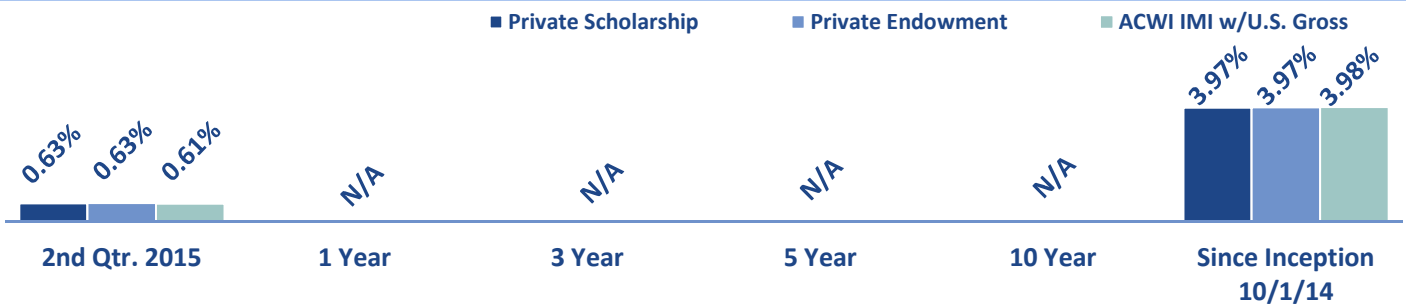 Private Scholarship Private Endowment ACWI IMI w/U.S. Gross
0.63% 0.63% 0.61% N/A N/A N/A N/A 3.97% 3.97% 3.98%
2nd Qtr. 2015 1 Year 3 Year 5 Year 10 Year Since Inception
10/1/14